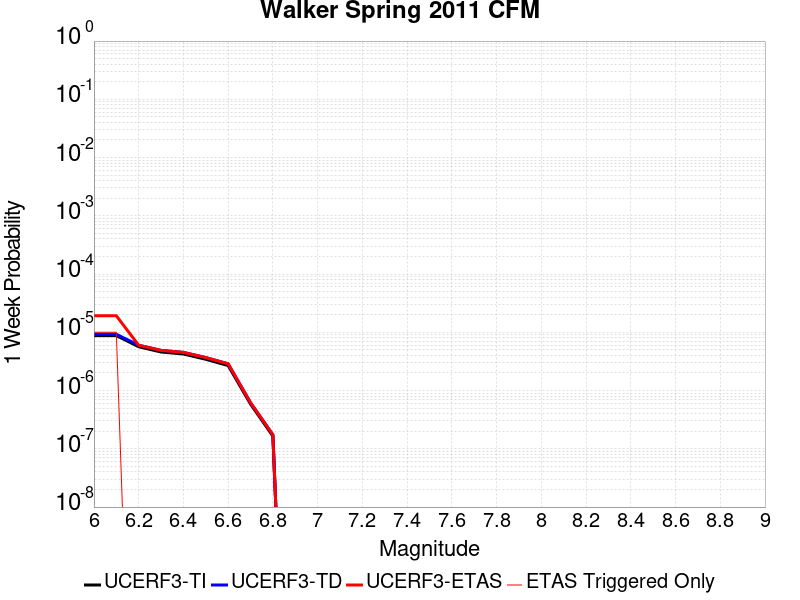 Walker Spring 2011 CFM
1 Week Probability
10^0
10^-1
10^-2
10^-3
10^-4
10^-5
10^-6
10^-7
10^-8
6 6.2 6.4 6.6 6.8 7 7.2 7.4 7.6 7.8 8 8.2 8.4 8.6 8.8 9
Magnitude
UCERF3-TI UCERF3-TD UCERF3-ETAS ETAS Triggered Only